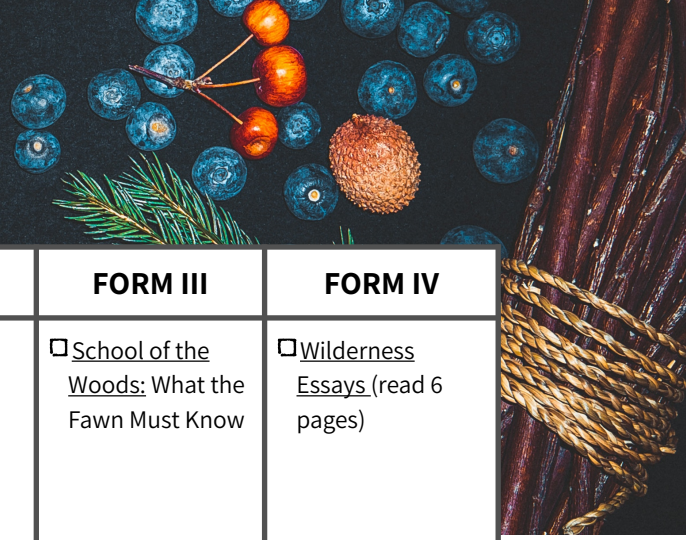 FORM III
FORM IV
School of the
Woods: What the
Fawn Must Know
Wilderness
Essays (read 6
pages)